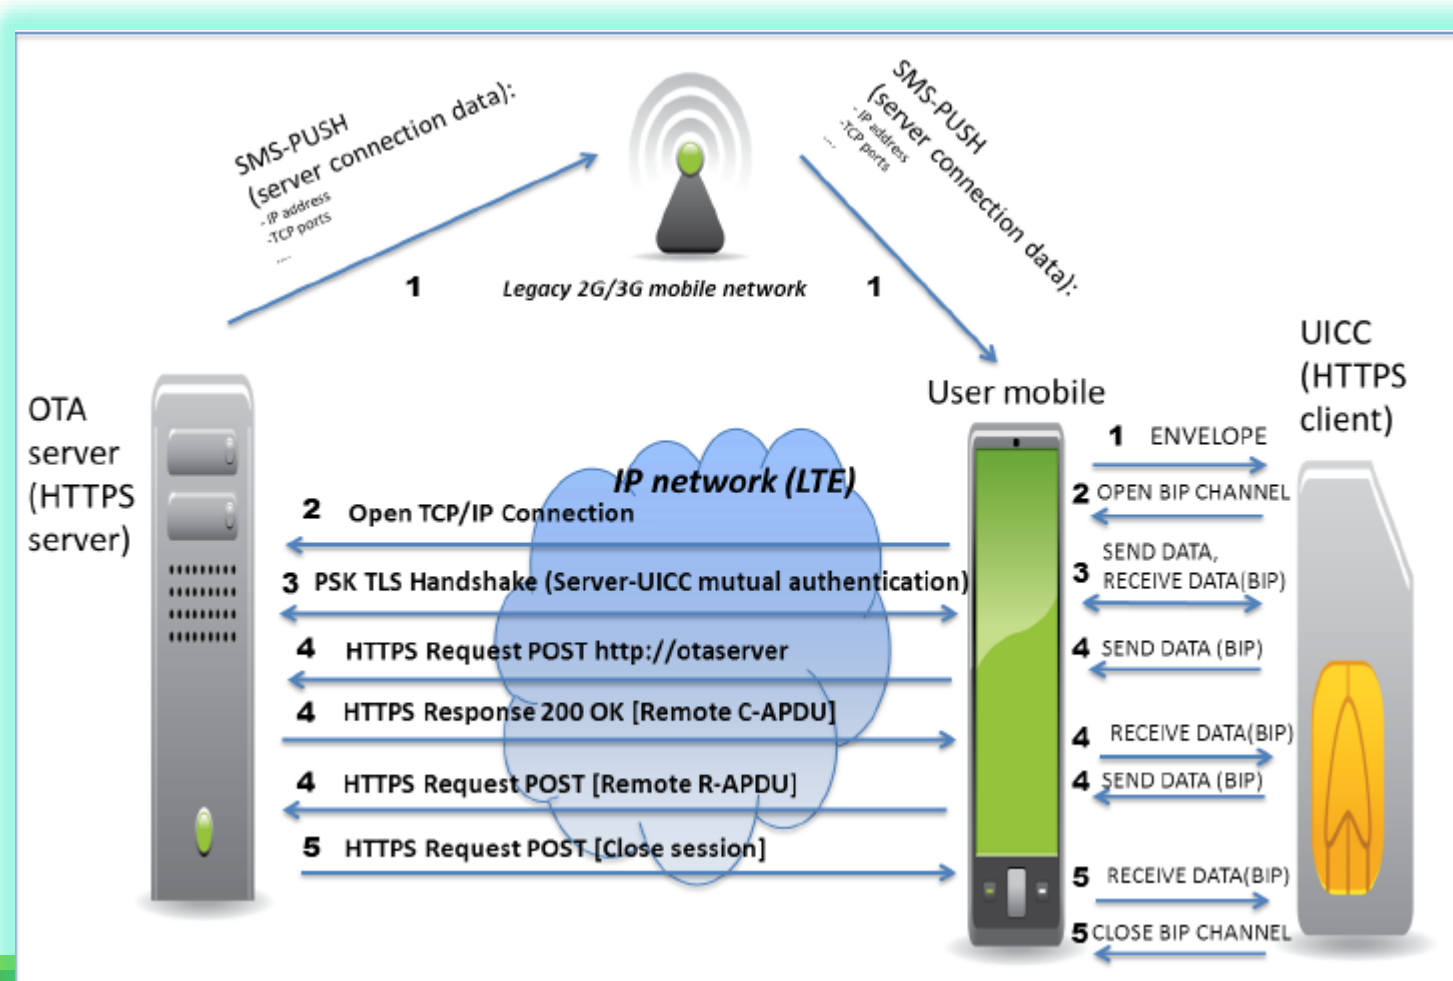 SMS-PUSH
(server connection data):
- IP address
-TCP ports
....
SMS-PUSH
(server connection data):
- IP address
-TCP ports
....
1
Legacy 2G/3G mobile network
1
OTA
server
(HTTPS
server)
User mobile
UICC
(HTTPS
client)
IP network (LTE)
1 ENVELOPE
2 Open TCP/IP Connection
2 OPEN BIP CHANNEL
3 PSK TLS Handshake (Server-UICC mutual authentication)
3 SEND DATA,
RECEIVE DATA(BIP)
4 HTTPS Request POST http://otaserver
4 SEND DATA (BIP)
4 HTTPS Response 200 OK [Remote C-APDU]
4 RECEIVE DATA(BIP)
4 HTTPS Request POST [Remote R-APDU]
4 SEND DATA (BIP)
5 HTTPS Request POST [Close session]
5 RECEIVE DATA(BIP)
5 CLOSE BIP CHANNEL